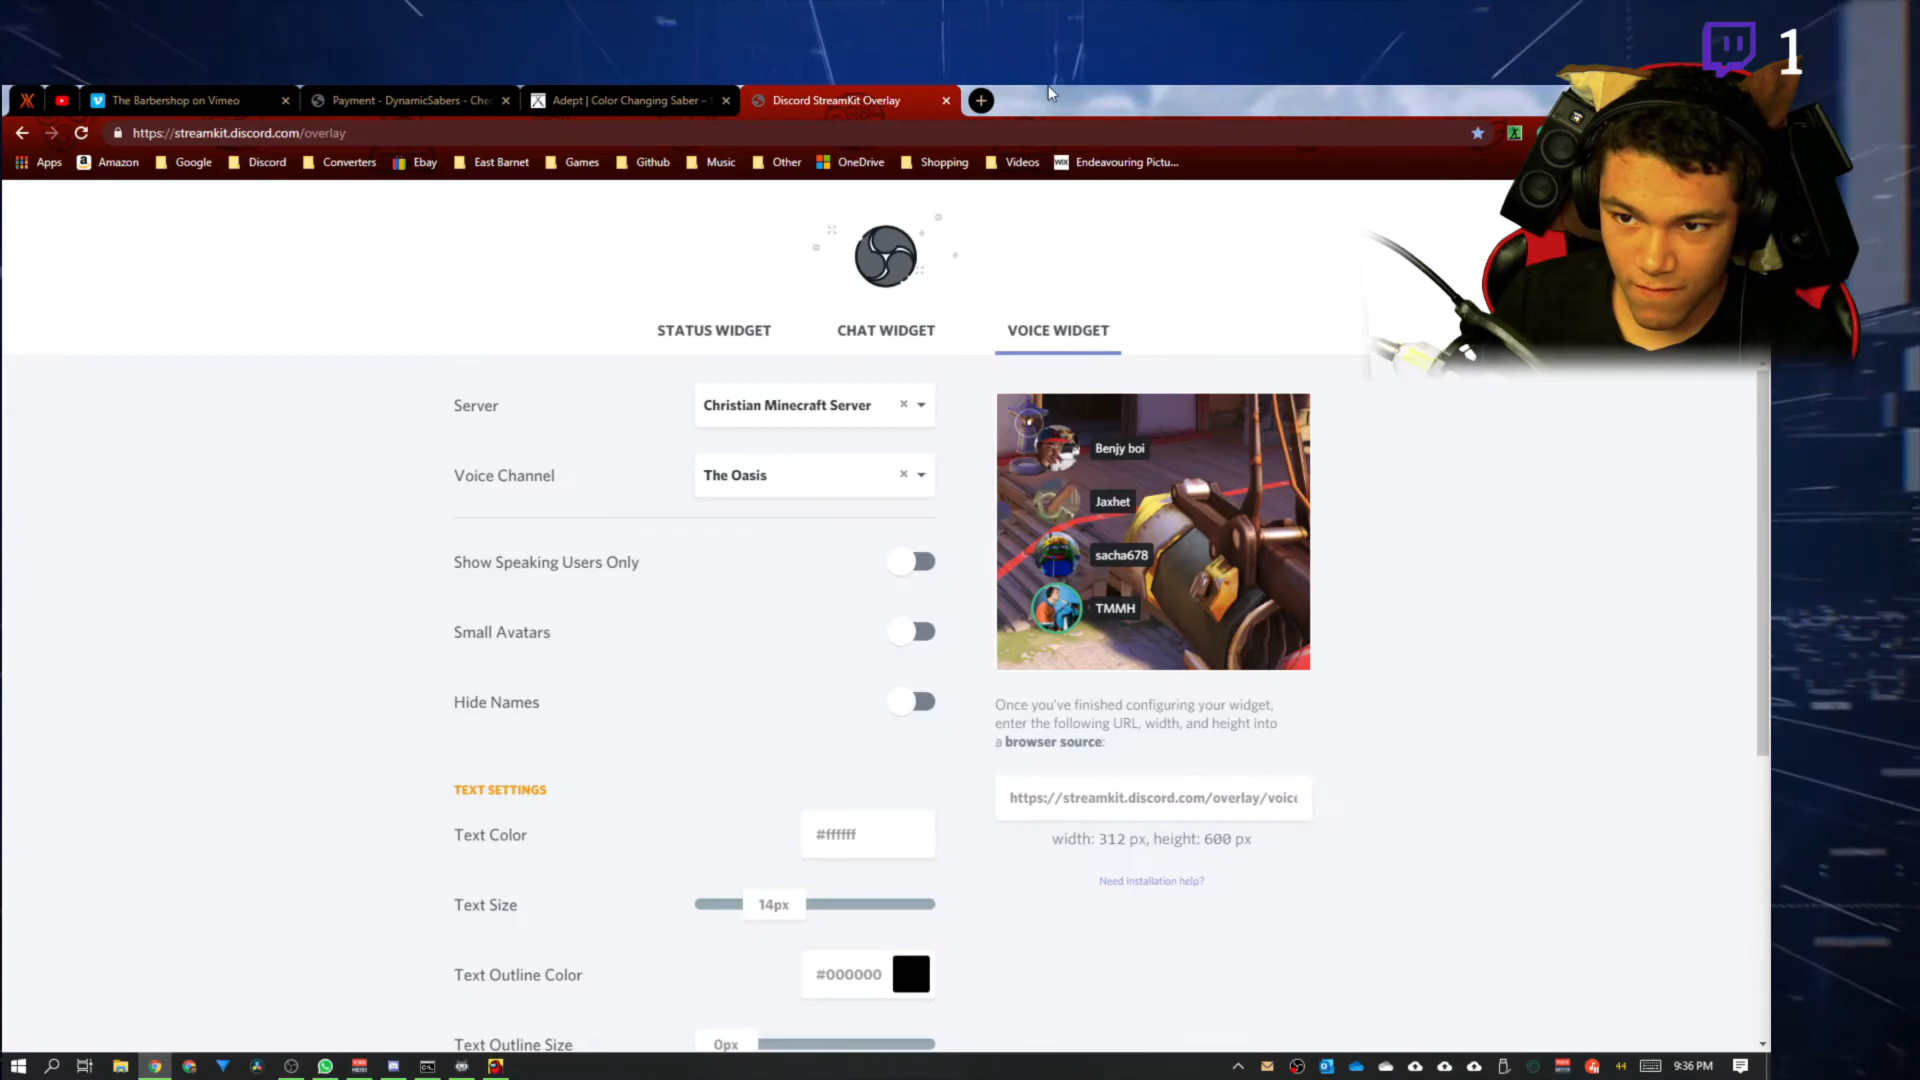 1
The Barbershop on Vimeo
Payment - DynamicSabers - Che
Adept | Color Changing Saber –
Discord StreamKit Overlay
https://streamkit.discord.com/overlay
Apps
Amazon
Google
Discord
Converters
Ebay
East Barnet
Games
Github
Music
Other
OneDrive
Shopping
Videos
WIX
Endeavouring Pictu...
STATUS WIDGET
CHAT WIDGET
VOICE WIDGET
Server
Christian Minecraft Server
Voice Channel
The Oasis
Show Speaking Users Only
Small Avatars
Hide Names
Benjy boi
Jaxhet
sacha678
TMMH
Once you've finished configuring your widget,
enter the following URL, width, and height into
a browser source:
https://streamkit.discord.com/overlay/voice
width: 312 px, height: 600 px
Need installation help?
TEXT SETTINGS
Text Color
#ffffff
Text Size
14px
Text Outline Color
#000000
Text Outline Size
0px
44
9:36 PM